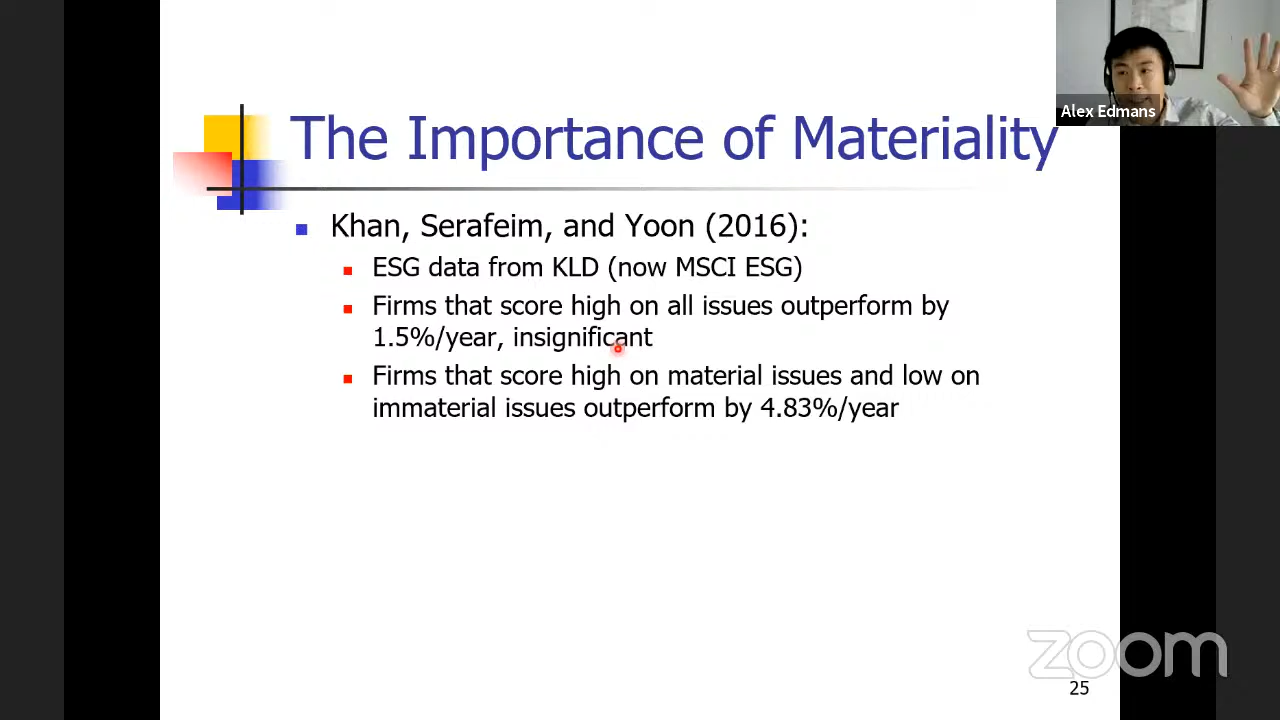 Alex Edmans
The Importance of Materiality
Khan, Serafeim, and Yoon (2016):
ESG data from KLD (now MSCI ESG)
Firms that score high on all issues outperform by
1.5%/year, insignificant
Firms that score high on material issues and low on
immaterial issues outperform by 4.83%/year
zoom
25